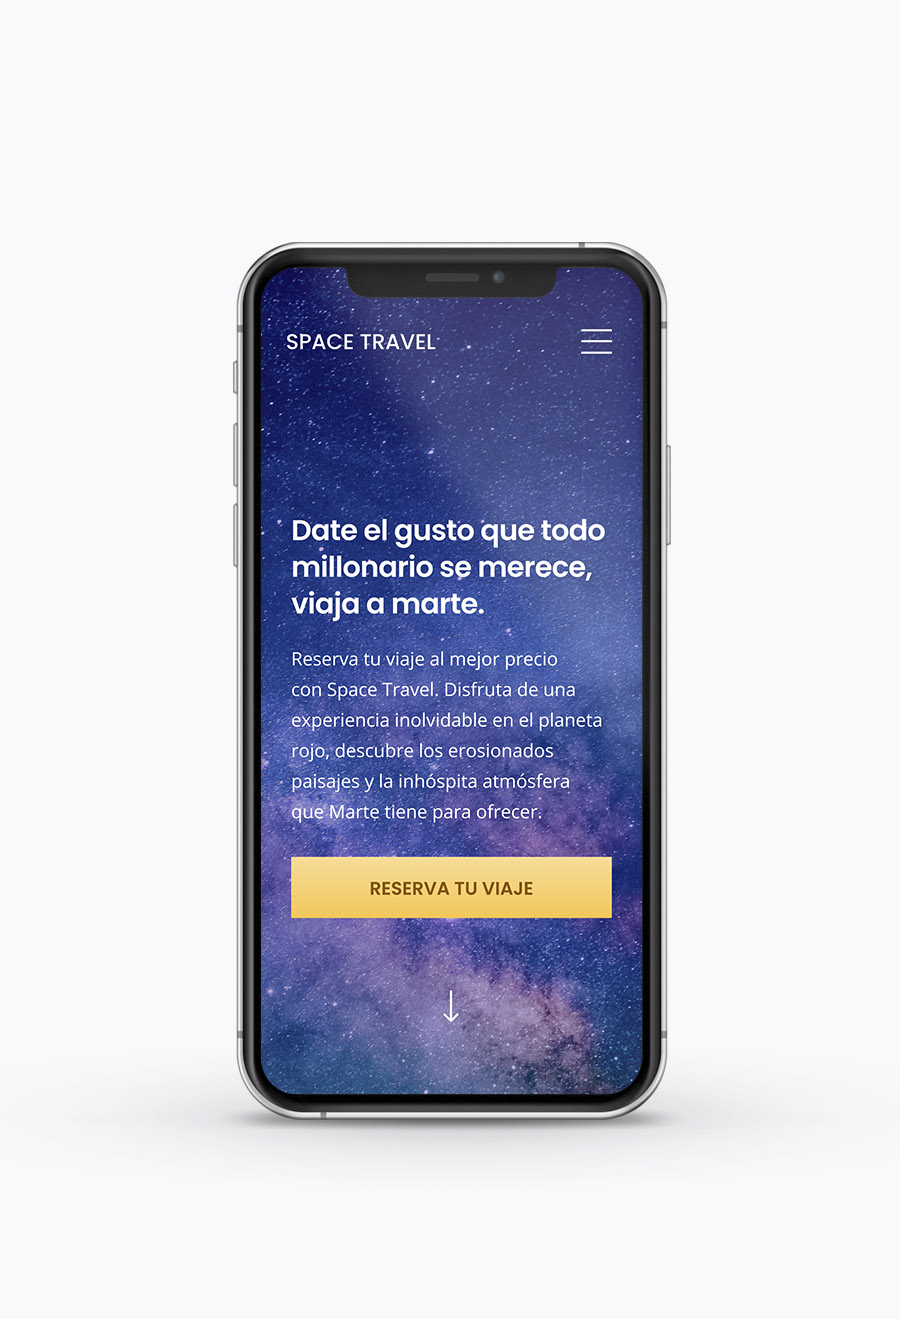 SPACE TRAVEL
Date el gusto que todo
millonario se merece,
viaja a marte.
Reserva tu viaje al mejor precio
con Space Travel. Disfruta de una
experiencia inolvidable en el planeta
rojo, descubre los erosionados
paisajes y la inhóspita atmósfera
que Marte tiene para ofrecer.
RESERVA TU VIAJE